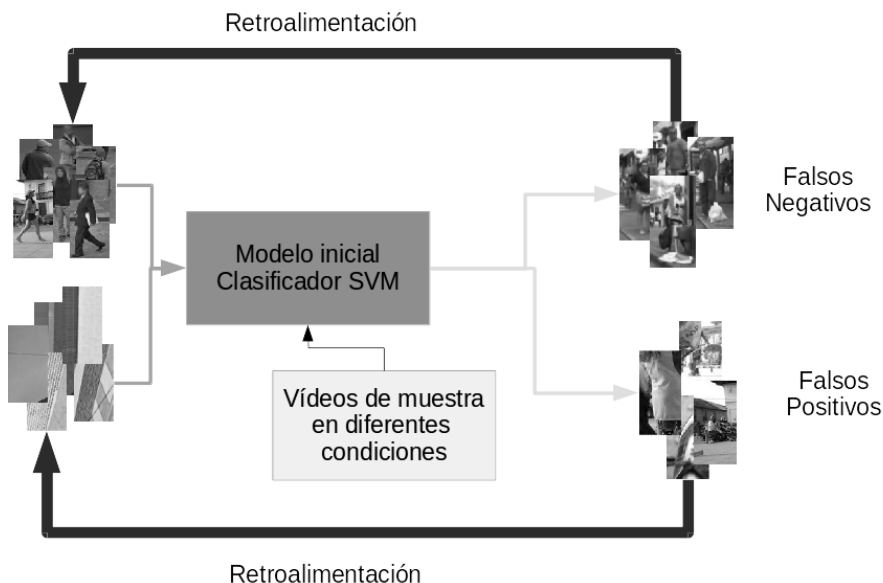 Retroalimentación
Falsos
Negativos
Modelo inicial
Clasificador SVM
Vídeos de muestra
en diferentes
condiciones
Falsos
Positivos
Retroalimentación